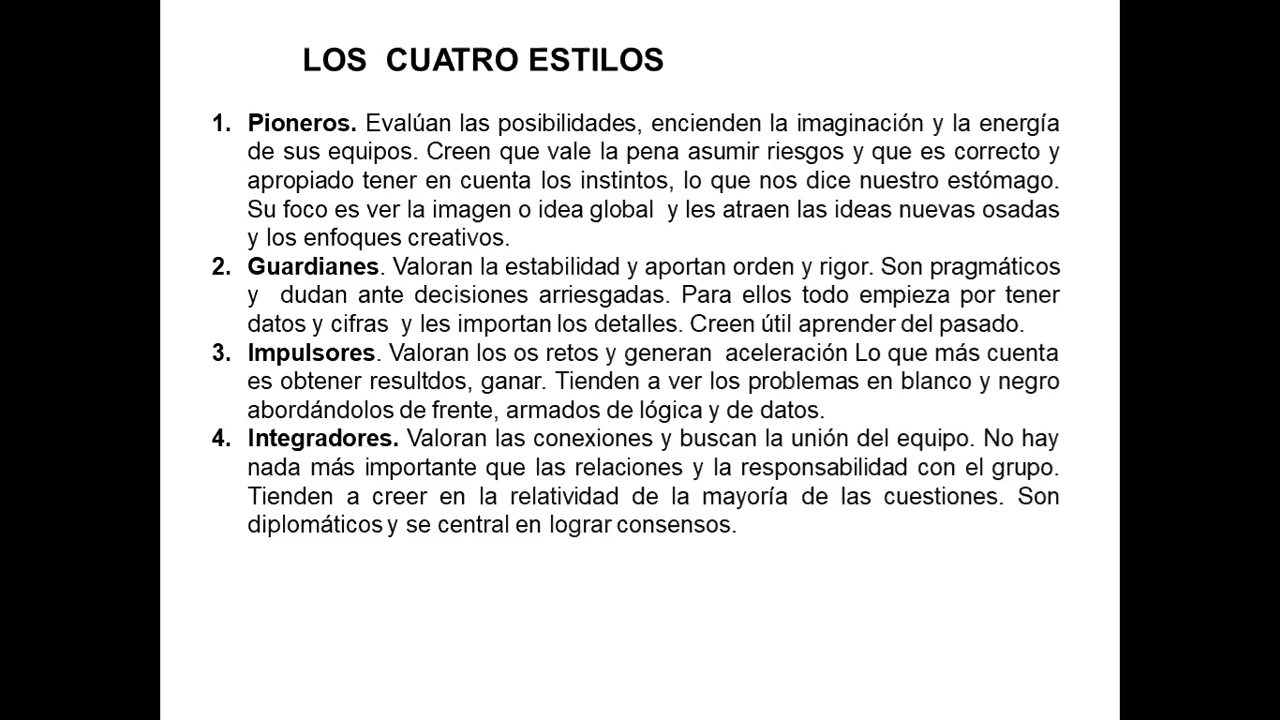 LOS CUATRO ESTILOS
1. Pioneros. Evalúan las posibilidades, encienden la imaginación y la energía
de sus equipos. Creen que vale la pena asumir riesgos y que es correcto y
apropiado tener en cuenta los instintos, lo que nos dice nuestro estómago.
Su foco es ver la imagen o idea global y les atraen las ideas nuevas osadas
y los enfoques creativos.
2. Guardianes. Valoran la estabilidad y aportan orden y rigor. Son pragmáticos
y dudan ante decisiones arriesgadas. Para ellos todo empieza por tener
datos y cifras y les importan los detalles. Creen útil aprender del pasado.
3. Impulsores. Valoran los os retos y generan aceleración Lo que más cuenta
es obtener resultdos, ganar. Tienden a ver los problemas en blanco y negro
abordándolos de frente, armados de lógica y de datos.
4. Integradores. Valoran las conexiones y buscan la unión del equipo. No hay
nada más importante que las relaciones y la responsabilidad con el grupo.
Tienden a creer en la relatividad de la mayoría de las cuestiones. Son
diplomáticos y se central en lograr consensos.